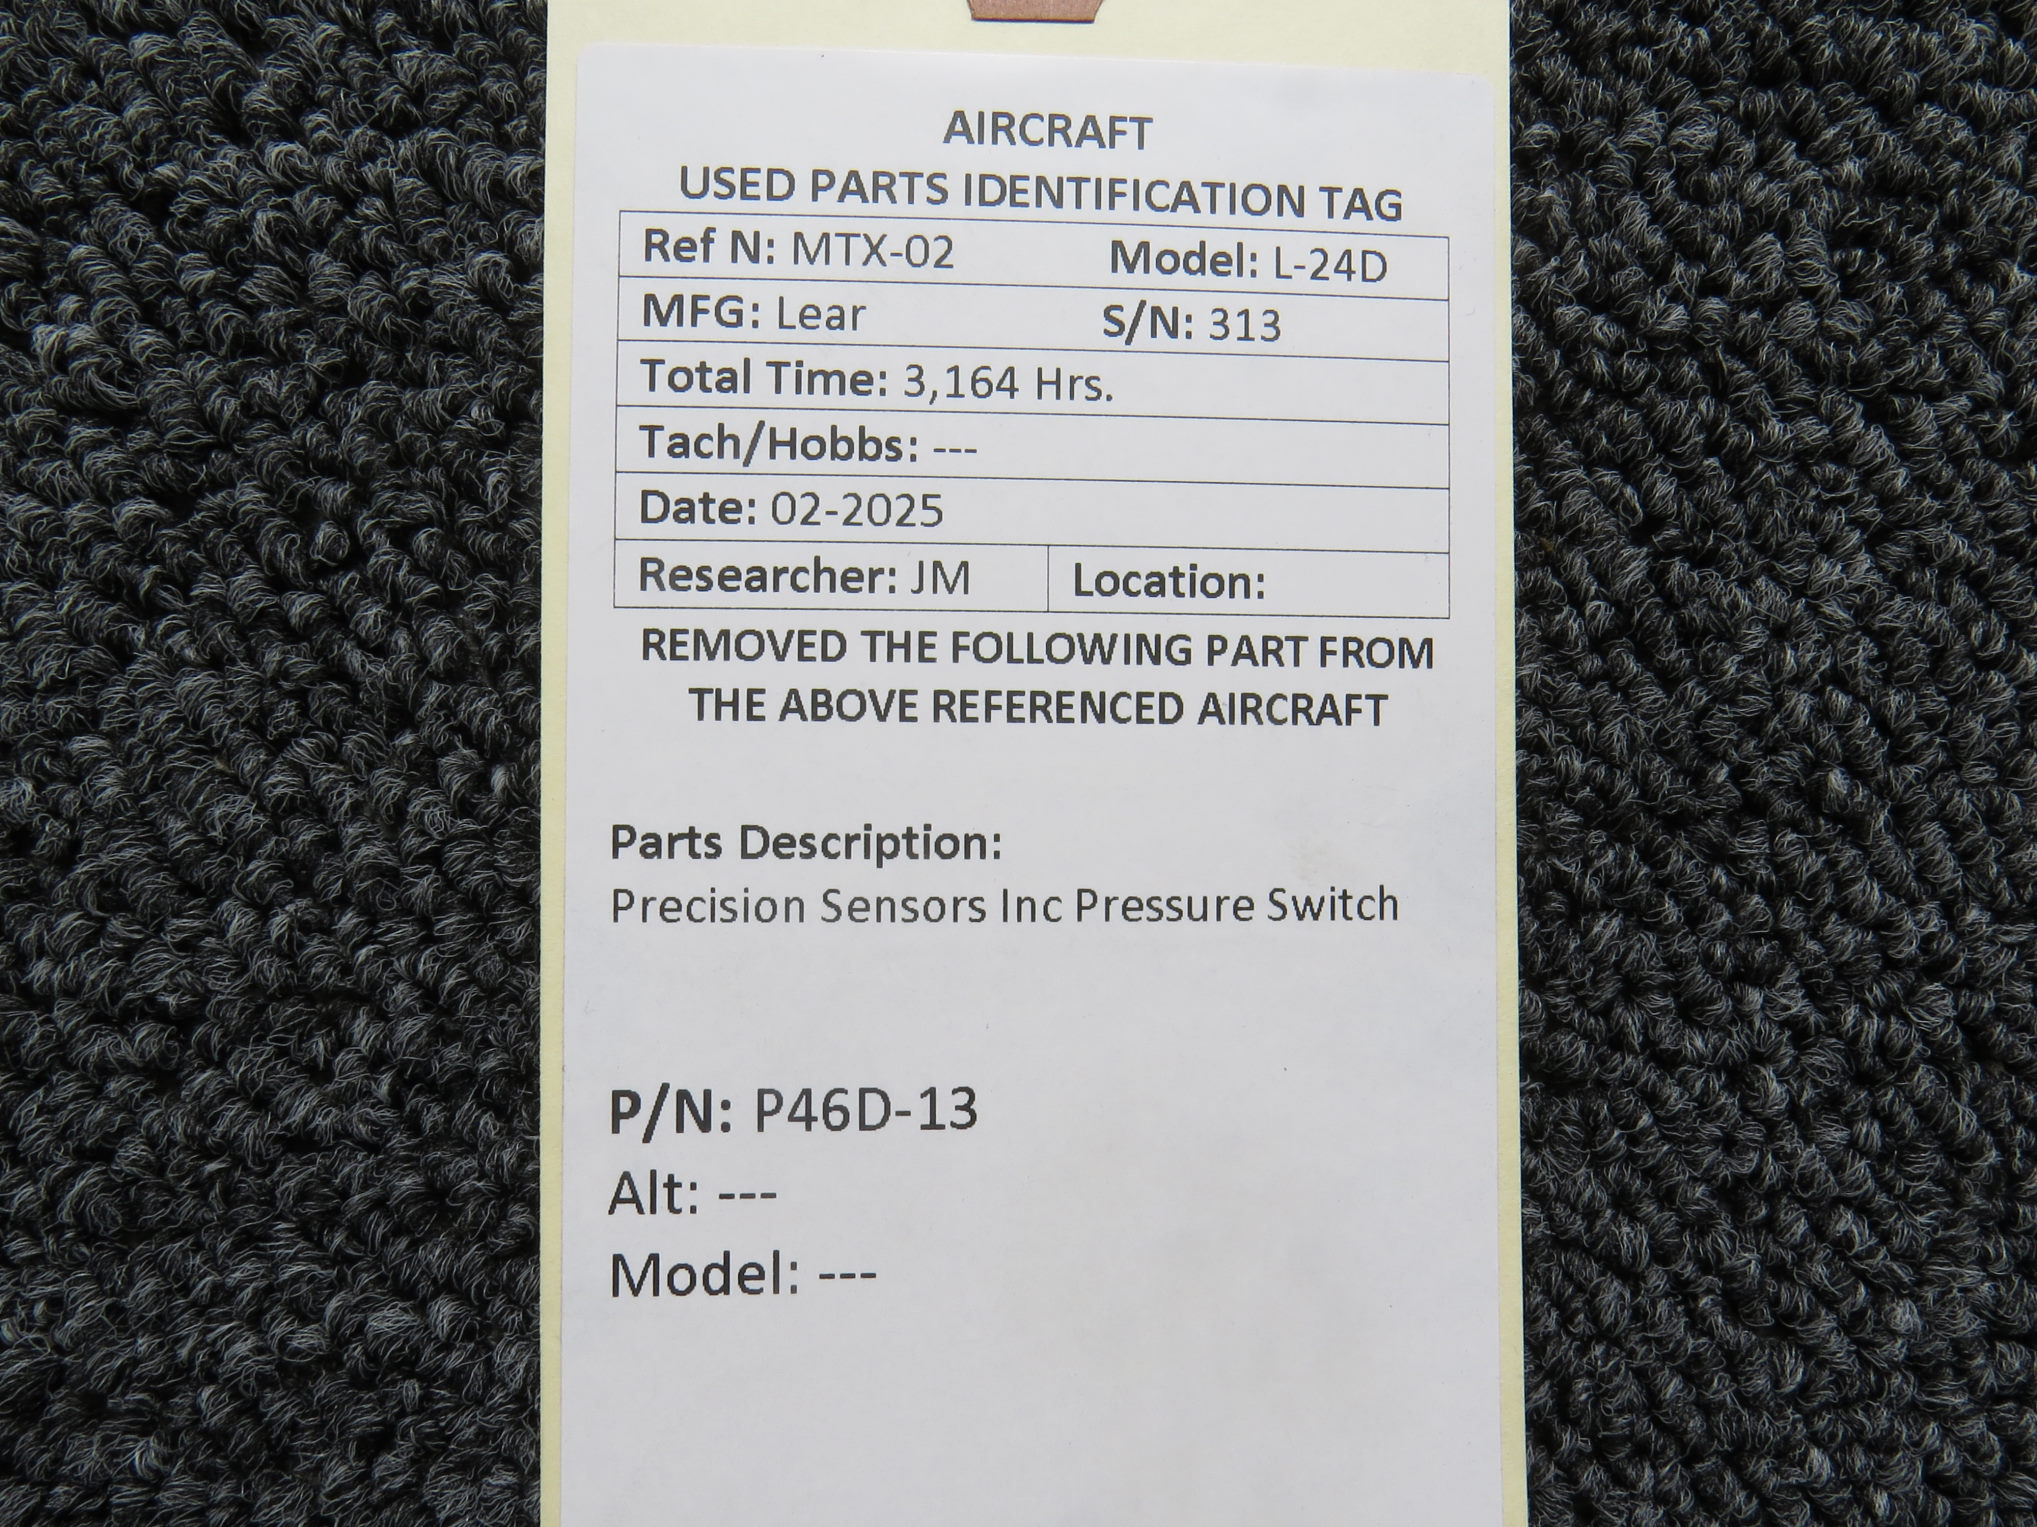 AIRCRAFT
USED PARTS IDENTIFICATION TAG
Ref N: MTX-02 Model: L-24D
MFG: Lear S/N: 313
Total Time: 3,164 Hrs.
Tach/Hobbs: ---
Date: 02-2025
Researcher: JM Location:
REMOVED THE FOLLOWING PART FROM
THE ABOVE REFERENCED AIRCRAFT
Parts Description:
Precision Sensors Inc Pressure Switch
P/N: P46D-13
Alt: ---
Model: ---